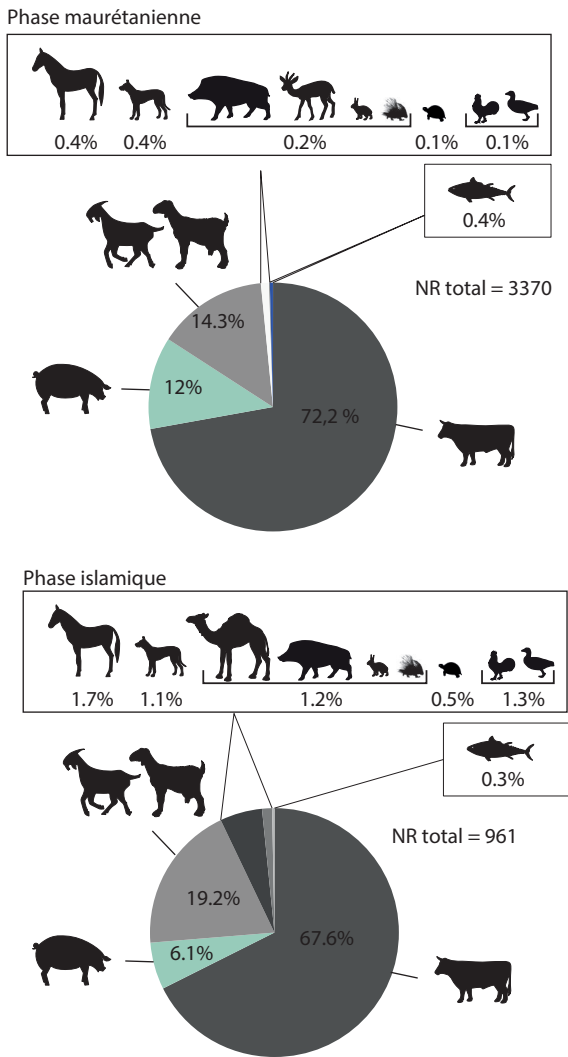 Phase maurétanienne
0.4% 0.4% 0.2% 0.1% 0.1%
0.4%
NR total = 3370
14.3%
12%
72,2 %
Phase islamique
1.7% 1.1% 1.2% 0.5% 1.3%
0.3%
NR total = 961
19.2%
67.6%
6.1%